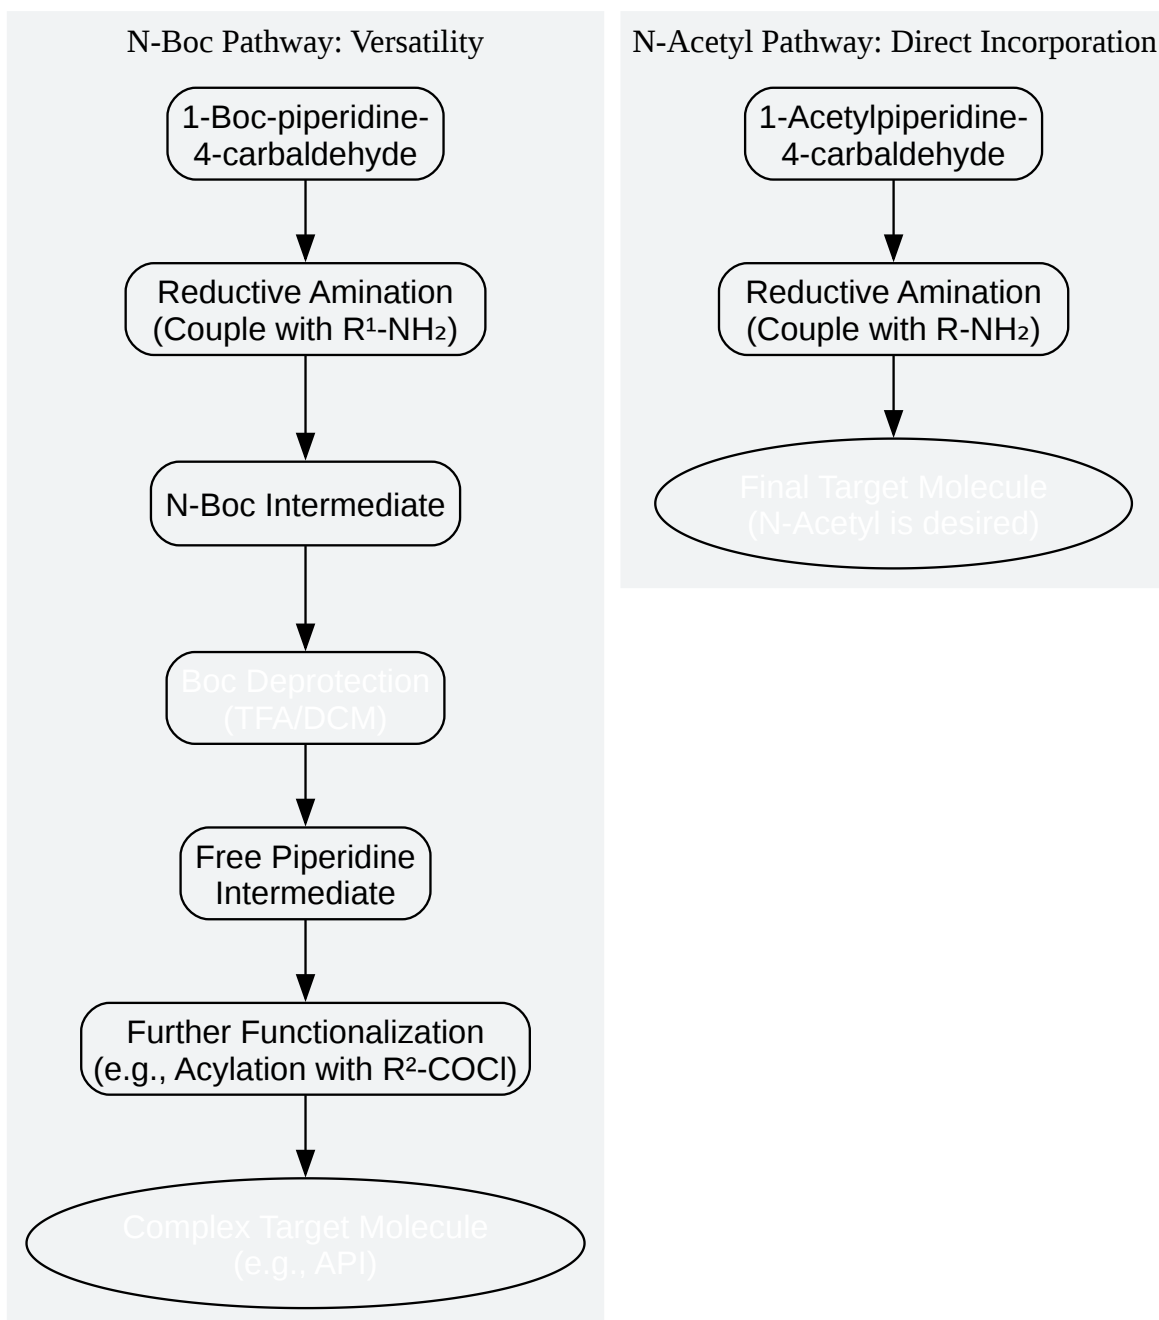 N-Boc Pathway: Versatility
1-Boc-piperidine-
4-carbaldehyde
Reductive Amination
(Couple with R¹-NH₂)
N-Boc Intermediate
Boc Deprotection
(TFA/DCM)
Free Piperidine
Intermediate
Further Functionalization
(e.g., Acylation with R²-COCl)
Complex Target Molecule
(e.g., API)
N-Acetyl Pathway: Direct Incorporation
1-Acetylpiperidine-
4-carbaldehyde
Reductive Amination
(Couple with R-NH₂)
Final Target Molecule
(N-Acetyl is desired)